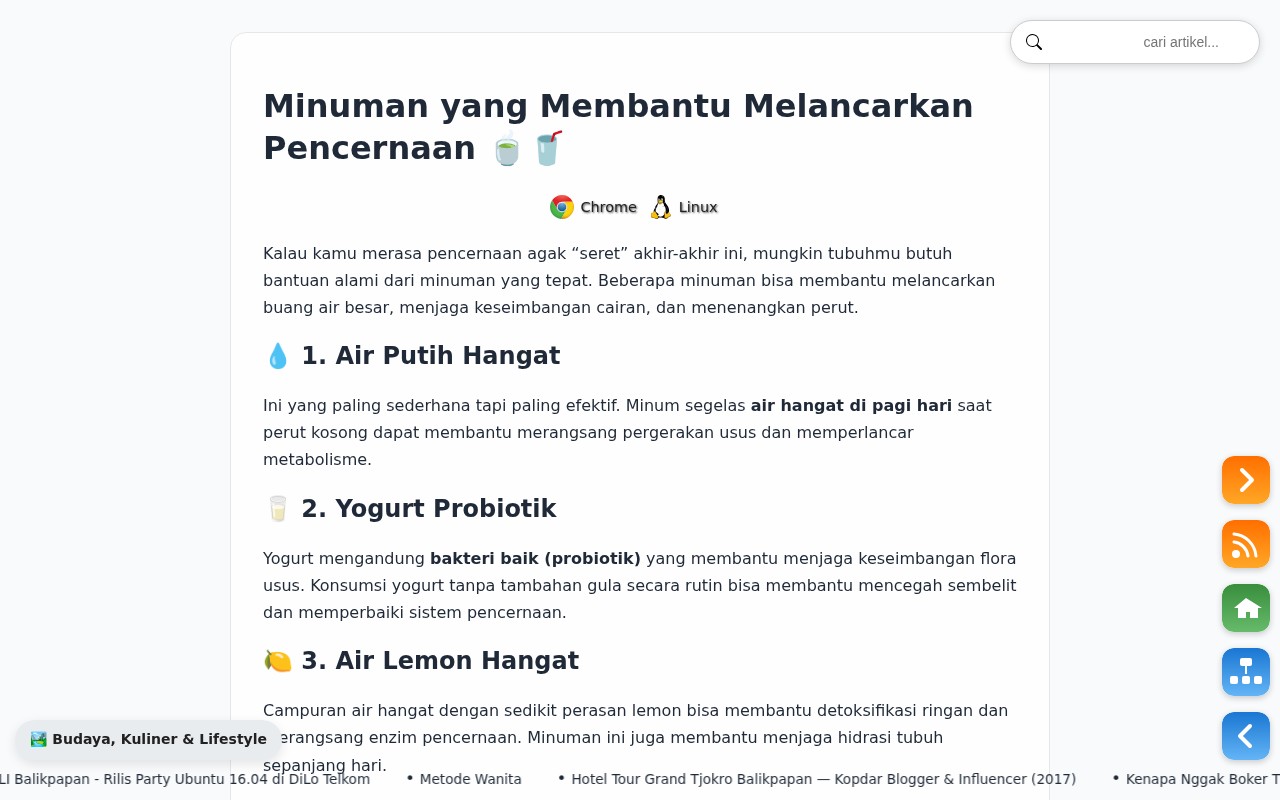 cari artikel...
Minuman yang Membantu Melancarkan
Pencernaan 🍵 🥤
Chrome Linux
Kalau kamu merasa pencernaan agak “seret” akhir-akhir ini, mungkin tubuhmu butuh
bantuan alami dari minuman yang tepat. Beberapa minuman bisa membantu melancarkan
buang air besar, menjaga keseimbangan cairan, dan menenangkan perut.
💧 1. Air Putih Hangat
Ini yang paling sederhana tapi paling efektif. Minum segelas air hangat di pagi hari saat
perut kosong dapat membantu merangsang pergerakan usus dan memperlancar
metabolisme.
🥛 2. Yogurt Probiotik
Yogurt mengandung bakteri baik (probiotik) yang membantu menjaga keseimbangan flora
usus. Konsumsi yogurt tanpa tambahan gula secara rutin bisa membantu mencegah sembelit
dan memperbaiki sistem pencernaan.
🍋 3. Air Lemon Hangat
Campuran air hangat dengan sedikit perasan lemon bisa membantu detoksifikasi ringan dan
merangsang enzim pencernaan. Minuman ini juga membantu menjaga hidrasi tubuh
sepanjang hari.
🏞️ Budaya, Kuliner & Lifestyle
LI Balikpapan - Rilis Party Ubuntu 16.04 di DiLo Telkom • Metode Wanita • Hotel Tour Grand Tjokro Balikpapan — Kopdar Blogger & Influencer (2017) • Kenapa Nggak Boker T